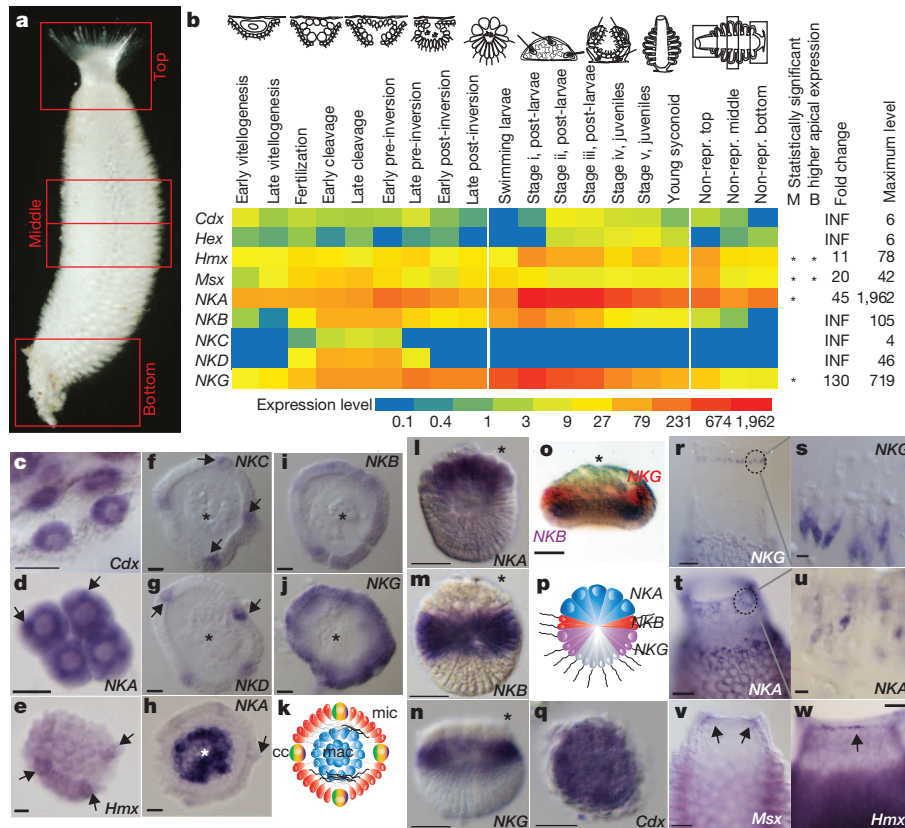 a
Top
Middle
Bottom
b
Early vitellogenesis
Late vitellogenesis
Fertilization
Early cleavage
Late cleavage
Early pre-inversion
Late pre-inversion
Early post-inversion
Late post-inversion
Swimming larvae
Stage i, post-larvae
Stage ii, post-larvae
Stage iii, post-larvae
Stage iv, juveniles
Stage v, juveniles
Young syconoid
Non-repr. top
Non-repr. middle
Non-repr. bottom
M Statistically significant
B higher apical expression
Fold change
Maximum level
Cdx INF 6
Hex INF 6
Hmx * * 11 78
Msx * * 20 42
NKA * 45 1,962
NKB INF 105
NKC INF 4
NKD INF 46
NKG * 130 719
Expression level
0.1 0.4 1 3 9 27 79 231 674 1,962
c
Cdx
d
NKA
e
Hmx
f
NKC
*
g
*
NKD
h
NKA
*
i
NKB
*
j
NKG
*
k
mic
cc
mac
l
*
NKA
m
*
NKB
n
*
NKG
o
*
NKG
NKB
p
NKA
NKB
NKG
q
Cdx
r
NKG
s
NKG
t
NKA
u
NKA
v
Msx
w
Hmx